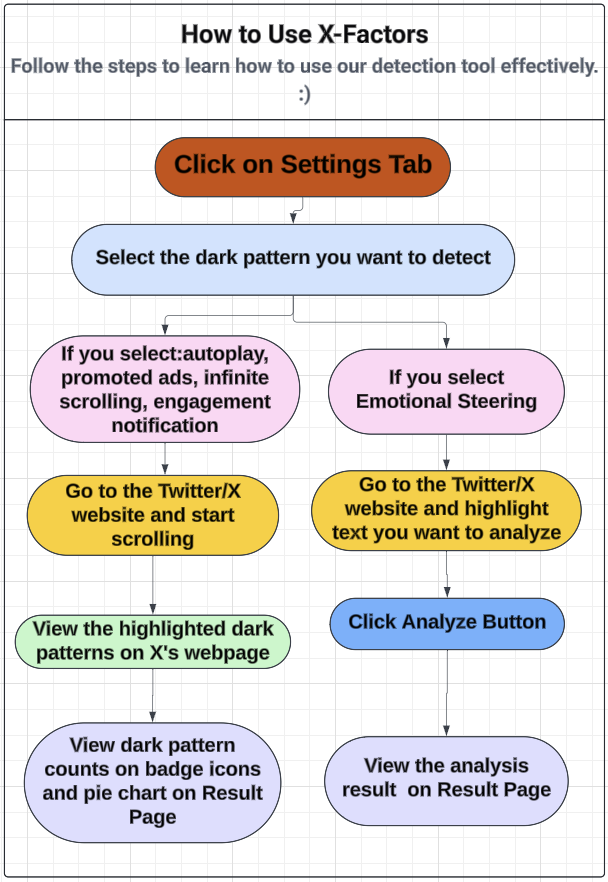 How to Use X-Factors
Follow the steps to learn how to use our detection tool effectively.
:)
Click on Settings Tab
Select the dark pattern you want to detect
If you select:autoplay,
promoted ads, infinite
scrolling, engagement
notification
If you select
Emotional Steering
Go to the Twitter/X
website and start
scrolling
Go to the Twitter/X
website and highlight
text you want to analyze
View the highlighted dark
patterns on X's webpage
Click Analyze Button
View dark pattern
counts on badge icons
and pie chart on Result
Page
View the analysis
result on Result Page